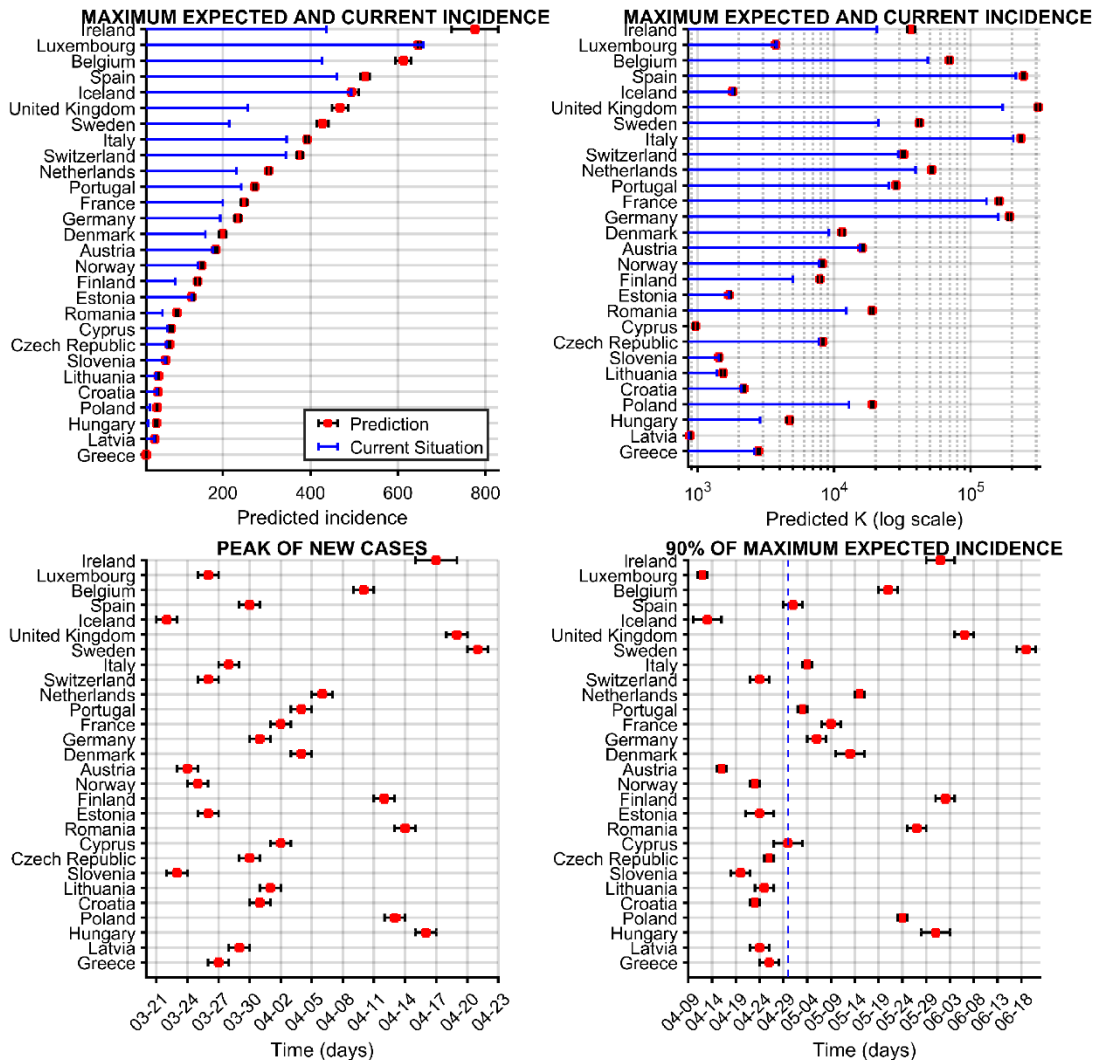 MAXIMUM EXPECTED AND CURRENT INCIDENCE
Ireland
Luxembourg
Belgium
Spain
Iceland
United Kingdom
Sweden
Italy
Switzerland
Netherlands
Portugal
France
Germany
Denmark
Austria
Norway
Finland
Estonia
Romania
Cyprus
Czech Republic
Slovenia
Lithuania
Croatia
Poland
Hungary
Latvia
Greece
Prediction
Current Situation
200 400 600 800
Predicted incidence
MAXIMUM EXPECTED AND CURRENT INCIDENCE
Ireland
Luxembourg
Belgium
Spain
Iceland
United Kingdom
Sweden
Italy
Switzerland
Netherlands
Portugal
France
Germany
Denmark
Austria
Norway
Finland
Estonia
Romania
Cyprus
Czech Republic
Slovenia
Lithuania
Croatia
Poland
Hungary
Latvia
Greece
10³ 10⁴ 10⁵
Predicted K (log scale)
PEAK OF NEW CASES
Ireland
Luxembourg
Belgium
Spain
Iceland
United Kingdom
Sweden
Italy
Switzerland
Netherlands
Portugal
France
Germany
Denmark
Austria
Norway
Finland
Estonia
Romania
Cyprus
Czech Republic
Slovenia
Lithuania
Croatia
Poland
Hungary
Latvia
Greece
03-21 03-24 03-27 03-30 04-02 04-05 04-08 04-11 04-14 04-17 04-20 04-23
Time (days)
90% OF MAXIMUM EXPECTED INCIDENCE
Ireland
Luxembourg
Belgium
Spain
Iceland
United Kingdom
Sweden
Italy
Switzerland
Netherlands
Portugal
France
Germany
Denmark
Austria
Norway
Finland
Estonia
Romania
Cyprus
Czech Republic
Slovenia
Lithuania
Croatia
Poland
Hungary
Latvia
Greece
04-09 04-14 04-19 04-24 04-29 05-04 05-09 05-14 05-19 05-24 05-29 06-03 06-08 06-13 06-18
Time (days)